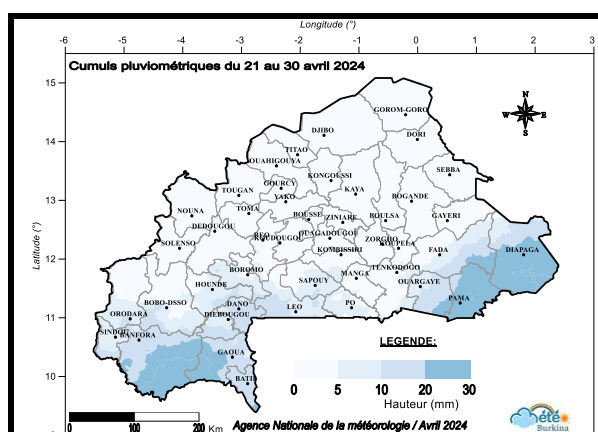 Longitude (°)
-6 -5 -4 -3 -2 -1 0 1 2 3
Cumuls pluviométriques du 21 au 30 avril 2024
15
N
W E
S
GOROM-GORO
DJIBO
DORI
14
TITAO
OUAHIGOUYA
SEBBA
KONGOUSSI
GOURCY
TOUGAN
KAYA
YAKO
BOGANDE
13
NOUNA
TOMA
BOUSSE
ZINIARE
BOULSA
GAYERI
DEDOUGOU
OUAGADOUGOU
SOLENSO
KOUDOUGOU
ZORGHO
KOMBISSIRI
FADA
DIAPAGA
Latitude (°)
12
BOROMO
TENKODOGO
MANGA
HOUNDE
SAPOUY
OUARGAYE
BOBO-DSSO
DANO
LEO
PO
PAMA
ORODARA
DIEBOUGOU
11
SINDOU
BANFORA
LEGENDE:
GAOUA
10
BATIE
0 5 10 20 30
Hauteur (mm)
0 100 200 Km
Agence Nationale de la météorologie / Avril 2024
été
Burkina